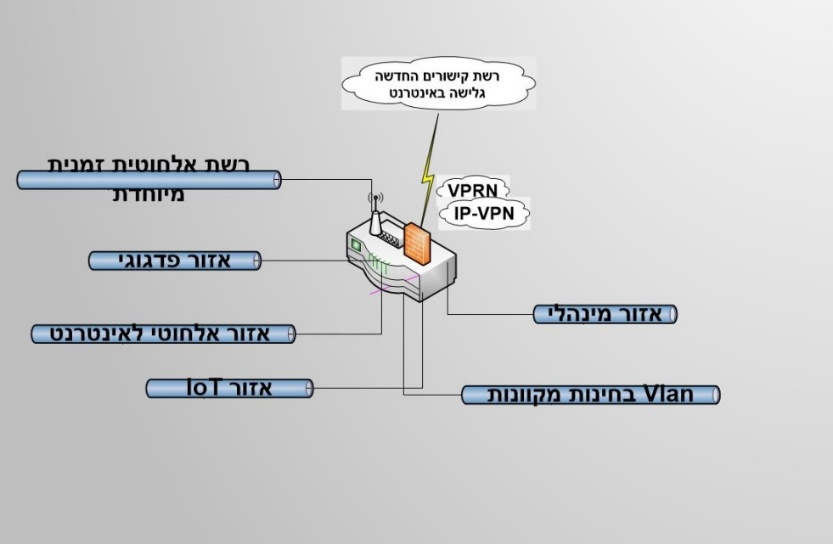 רשת קישורים החדשה
גלישה באינטרנט
VPRN
IP-VPN
רשת אלחוטית זמנית
מיוחדת
אזור פדגוגי
אזור מינהלי
אזור אלחוטי לאינטרנט
אזור IoT
Vlan בחינות מקוונות